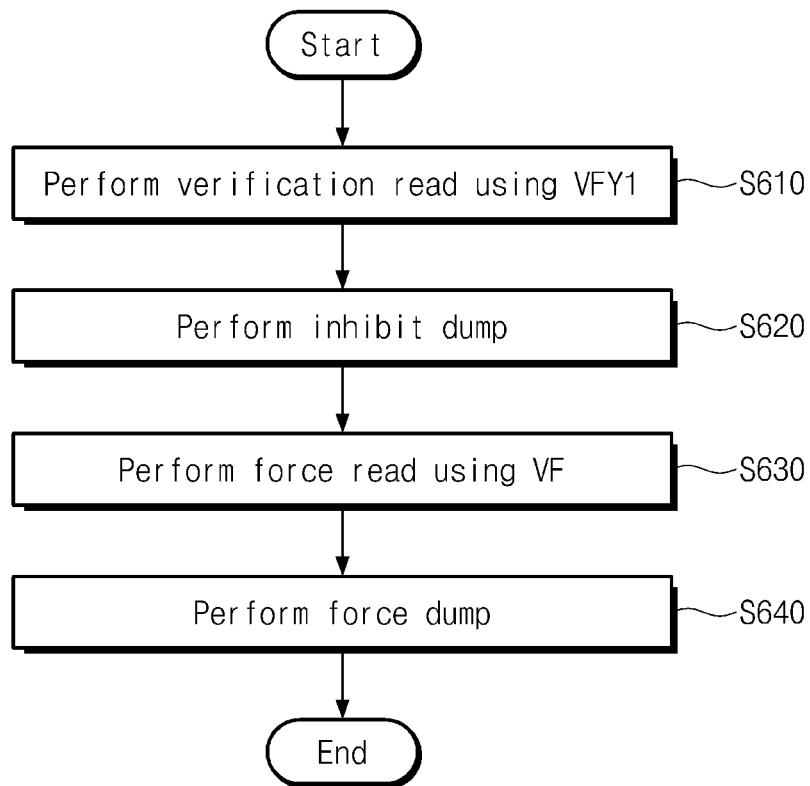 Start
Perform verification read using VFY1
S610
Perform inhibit dump
S620
Perform force read using VF
S630
Perform force dump
S640
End